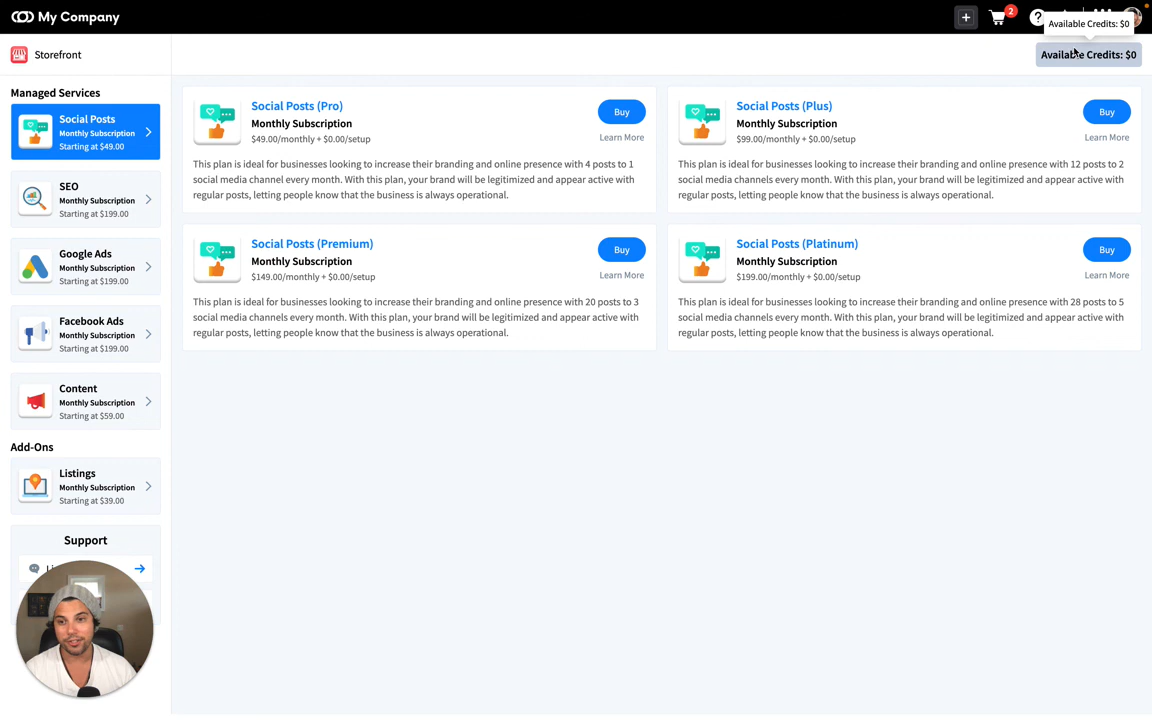 My Company
2
?
Available Credits: $0
Storefront
Available Credits: $0
Managed Services
Social Posts
Monthly Subscription
Starting at $49.00
SEO
Monthly Subscription
Starting at $199.00
Google Ads
Monthly Subscription
Starting at $199.00
Facebook Ads
Monthly Subscription
Starting at $199.00
Content
Monthly Subscription
Starting at $59.00
Add-Ons
Listings
Monthly Subscription
Starting at $39.00
Support
Social Posts (Pro)
Monthly Subscription
$49.00/monthly + $0.00/setup
Buy
Learn More
This plan is ideal for businesses looking to increase their branding and online presence with 4 posts to 1
social media channel every month. With this plan, your brand will be legitimized and appear active with
regular posts, letting people know that the business is always operational.
Social Posts (Plus)
Monthly Subscription
$99.00/monthly + $0.00/setup
Buy
Learn More
This plan is ideal for businesses looking to increase their branding and online presence with 12 posts to 2
social media channels every month. With this plan, your brand will be legitimized and appear active with
regular posts, letting people know that the business is always operational.
Social Posts (Premium)
Monthly Subscription
$149.00/monthly + $0.00/setup
Buy
Learn More
This plan is ideal for businesses looking to increase their branding and online presence with 20 posts to 3
social media channels every month. With this plan, your brand will be legitimized and appear active with
regular posts, letting people know that the business is always operational.
Social Posts (Platinum)
Monthly Subscription
$199.00/monthly + $0.00/setup
Buy
Learn More
This plan is ideal for businesses looking to increase their branding and online presence with 28 posts to 5
social media channels every month. With this plan, your brand will be legitimized and appear active with
regular posts, letting people know that the business is always operational.